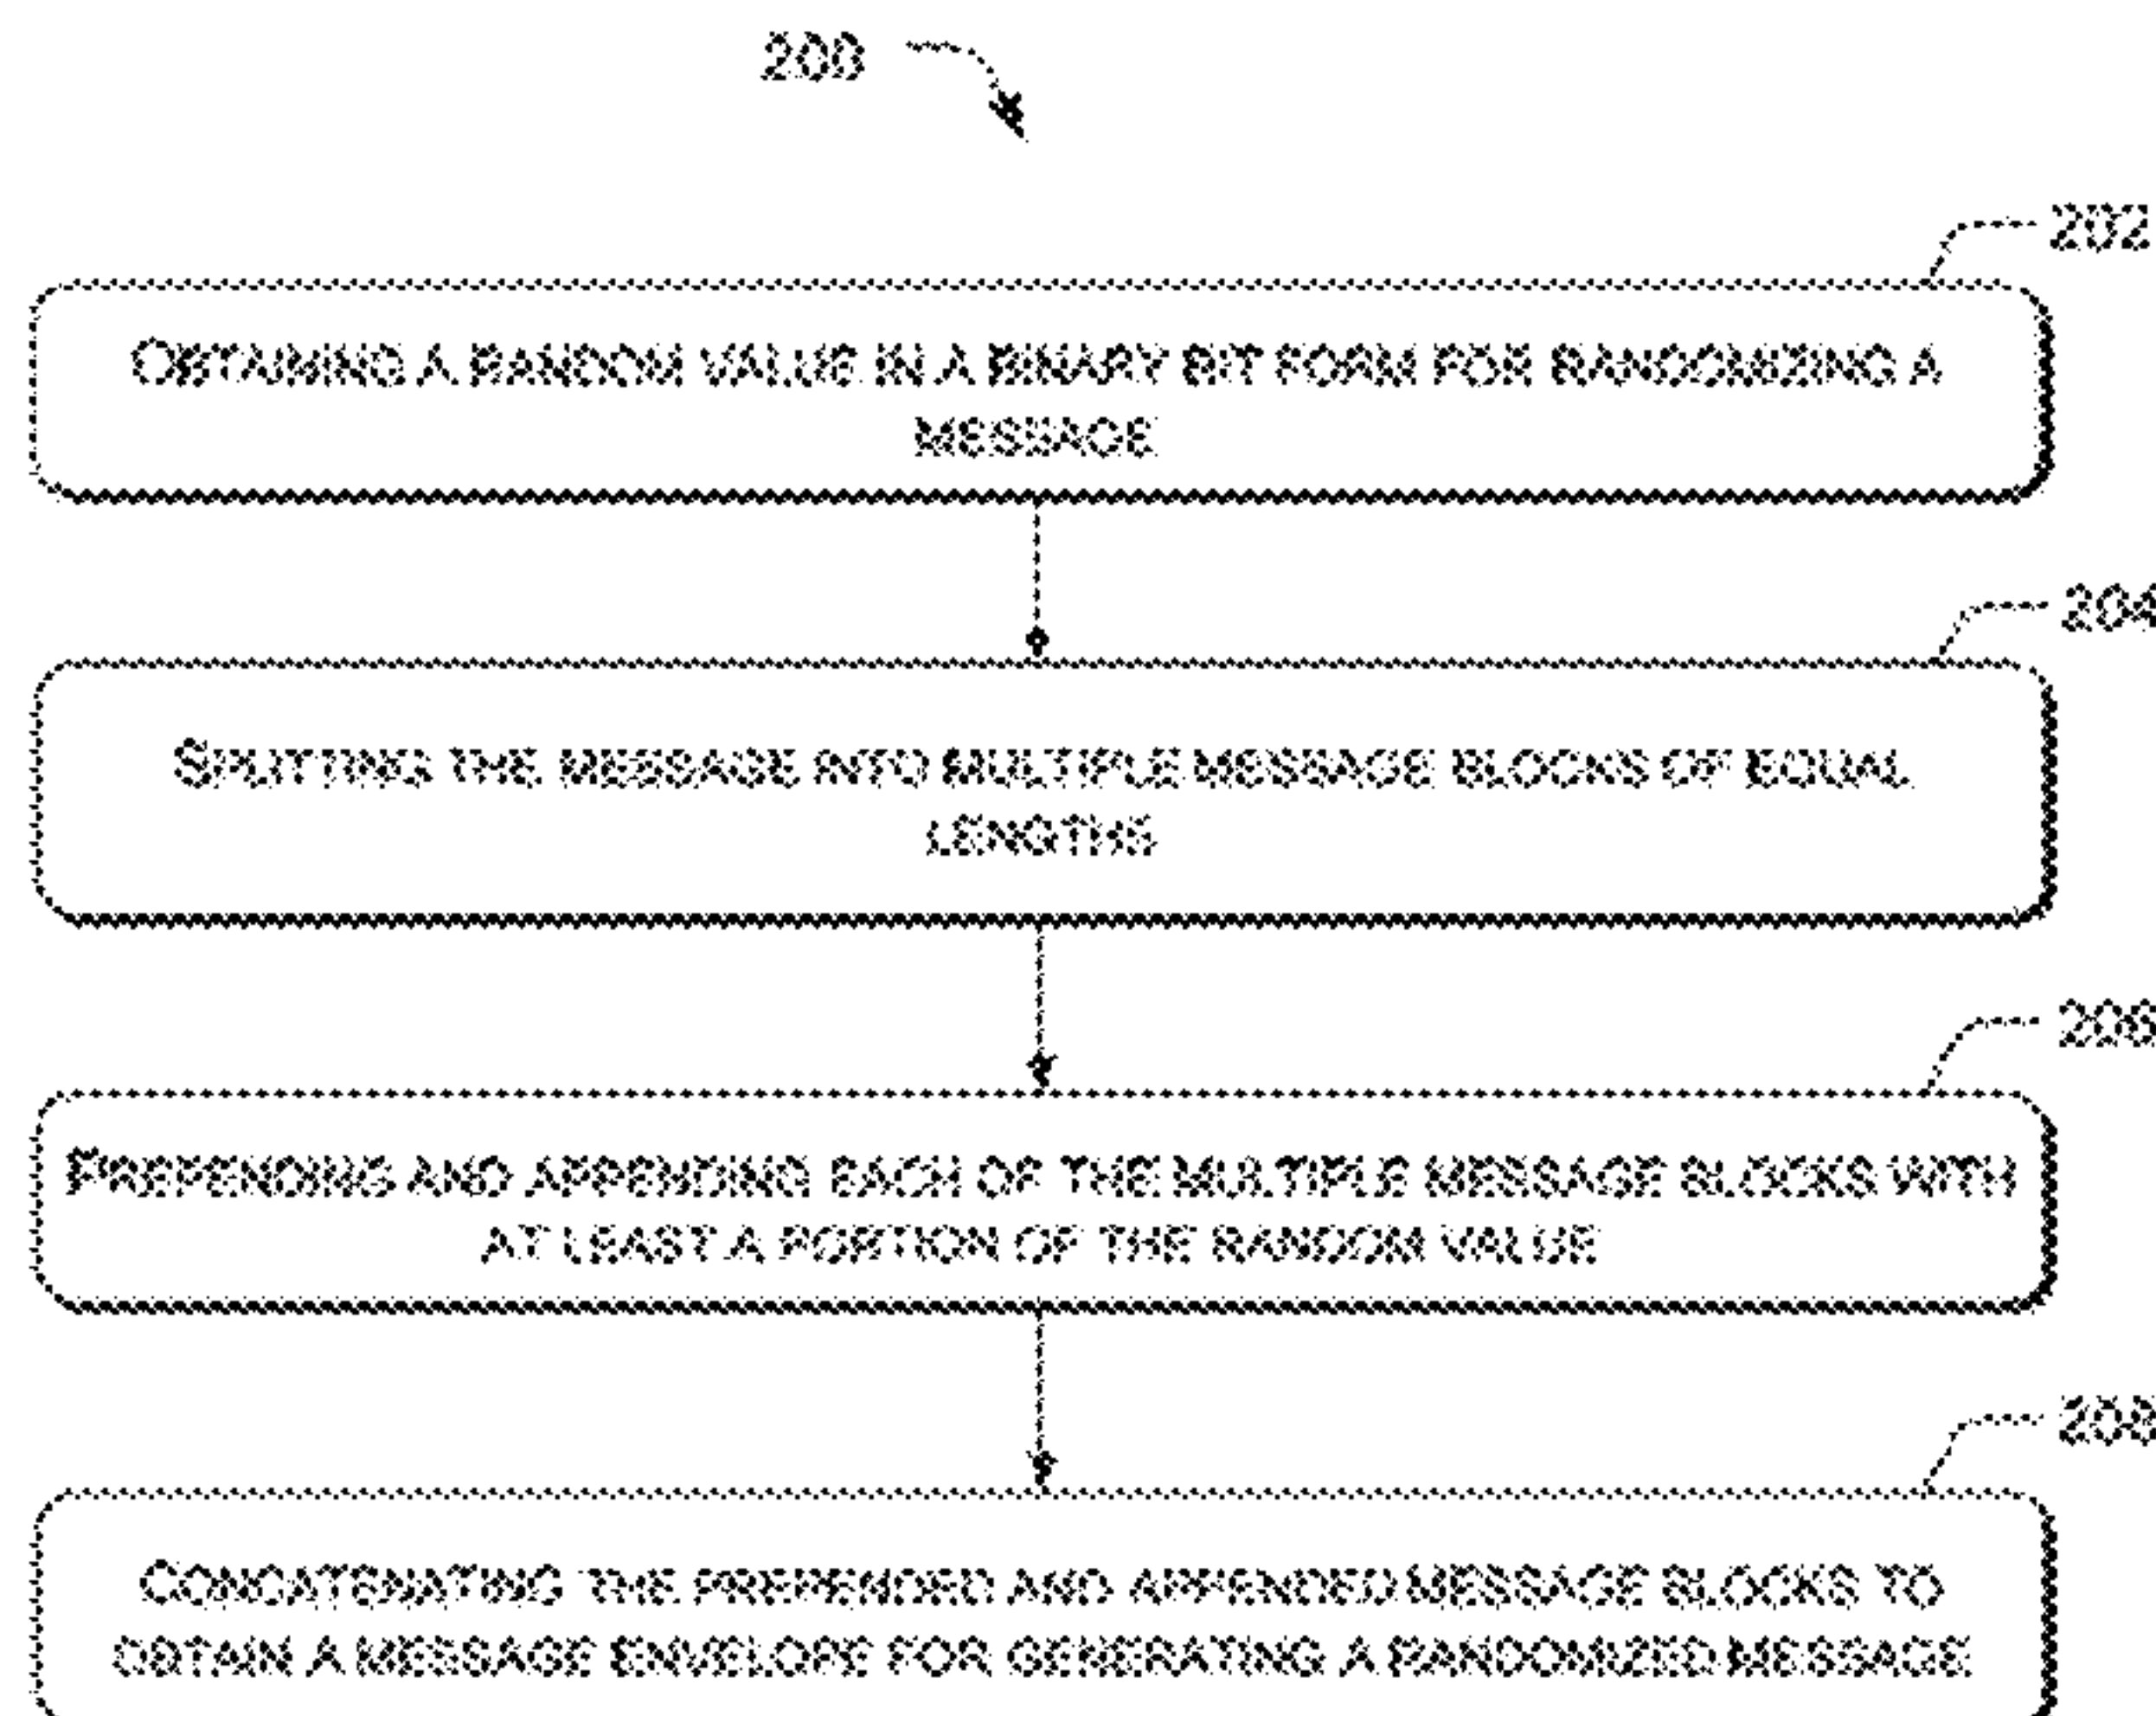 200
202
OBTAINING A RANDOM VALUE IN A BINARY BIT FORM FOR RANDOMIZING A
MESSAGE
204
SPLITTING THE MESSAGE INTO MULTIPLE MESSAGE BLOCKS OF EQUAL
LENGTHS
206
PREPENDING AND APPENDING EACH OF THE MULTIPLE MESSAGE BLOCKS WITH
AT LEAST A PORTION OF THE RANDOM VALUE
208
CONCATENATING THE PREPENDED AND APPENDED MESSAGE BLOCKS TO
OBTAIN A MESSAGE ENVELOPE FOR GENERATING A RANDOMIZED MESSAGE